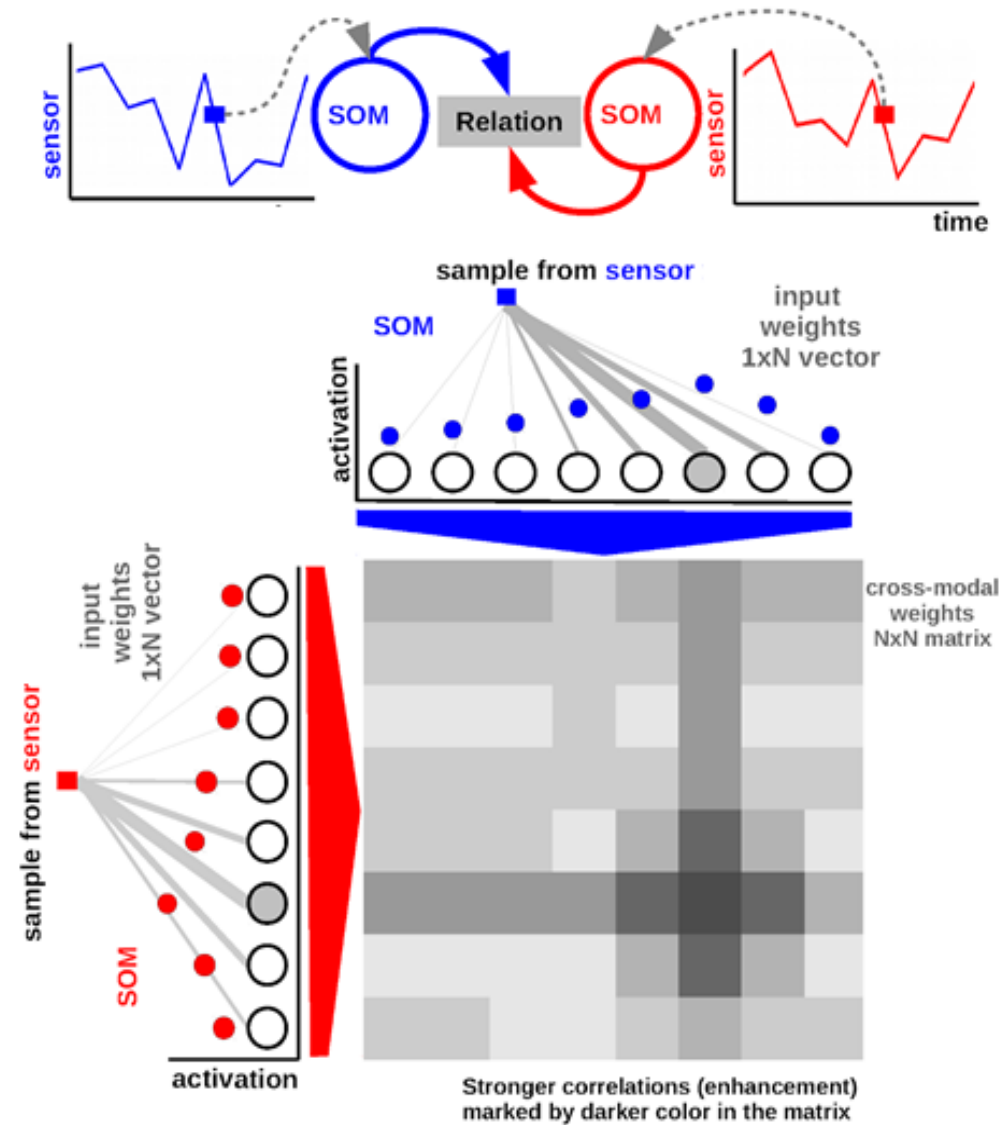 sensor
SOM
Relation
SOM
sensor
time
sample from sensor
SOM
input
weights
1xN vector
activation
input
weights
1xN vector
cross-modal
weights
NxN matrix
sample from sensor
SOM
activation
Stronger correlations (enhancement)
marked by darker color in the matrix